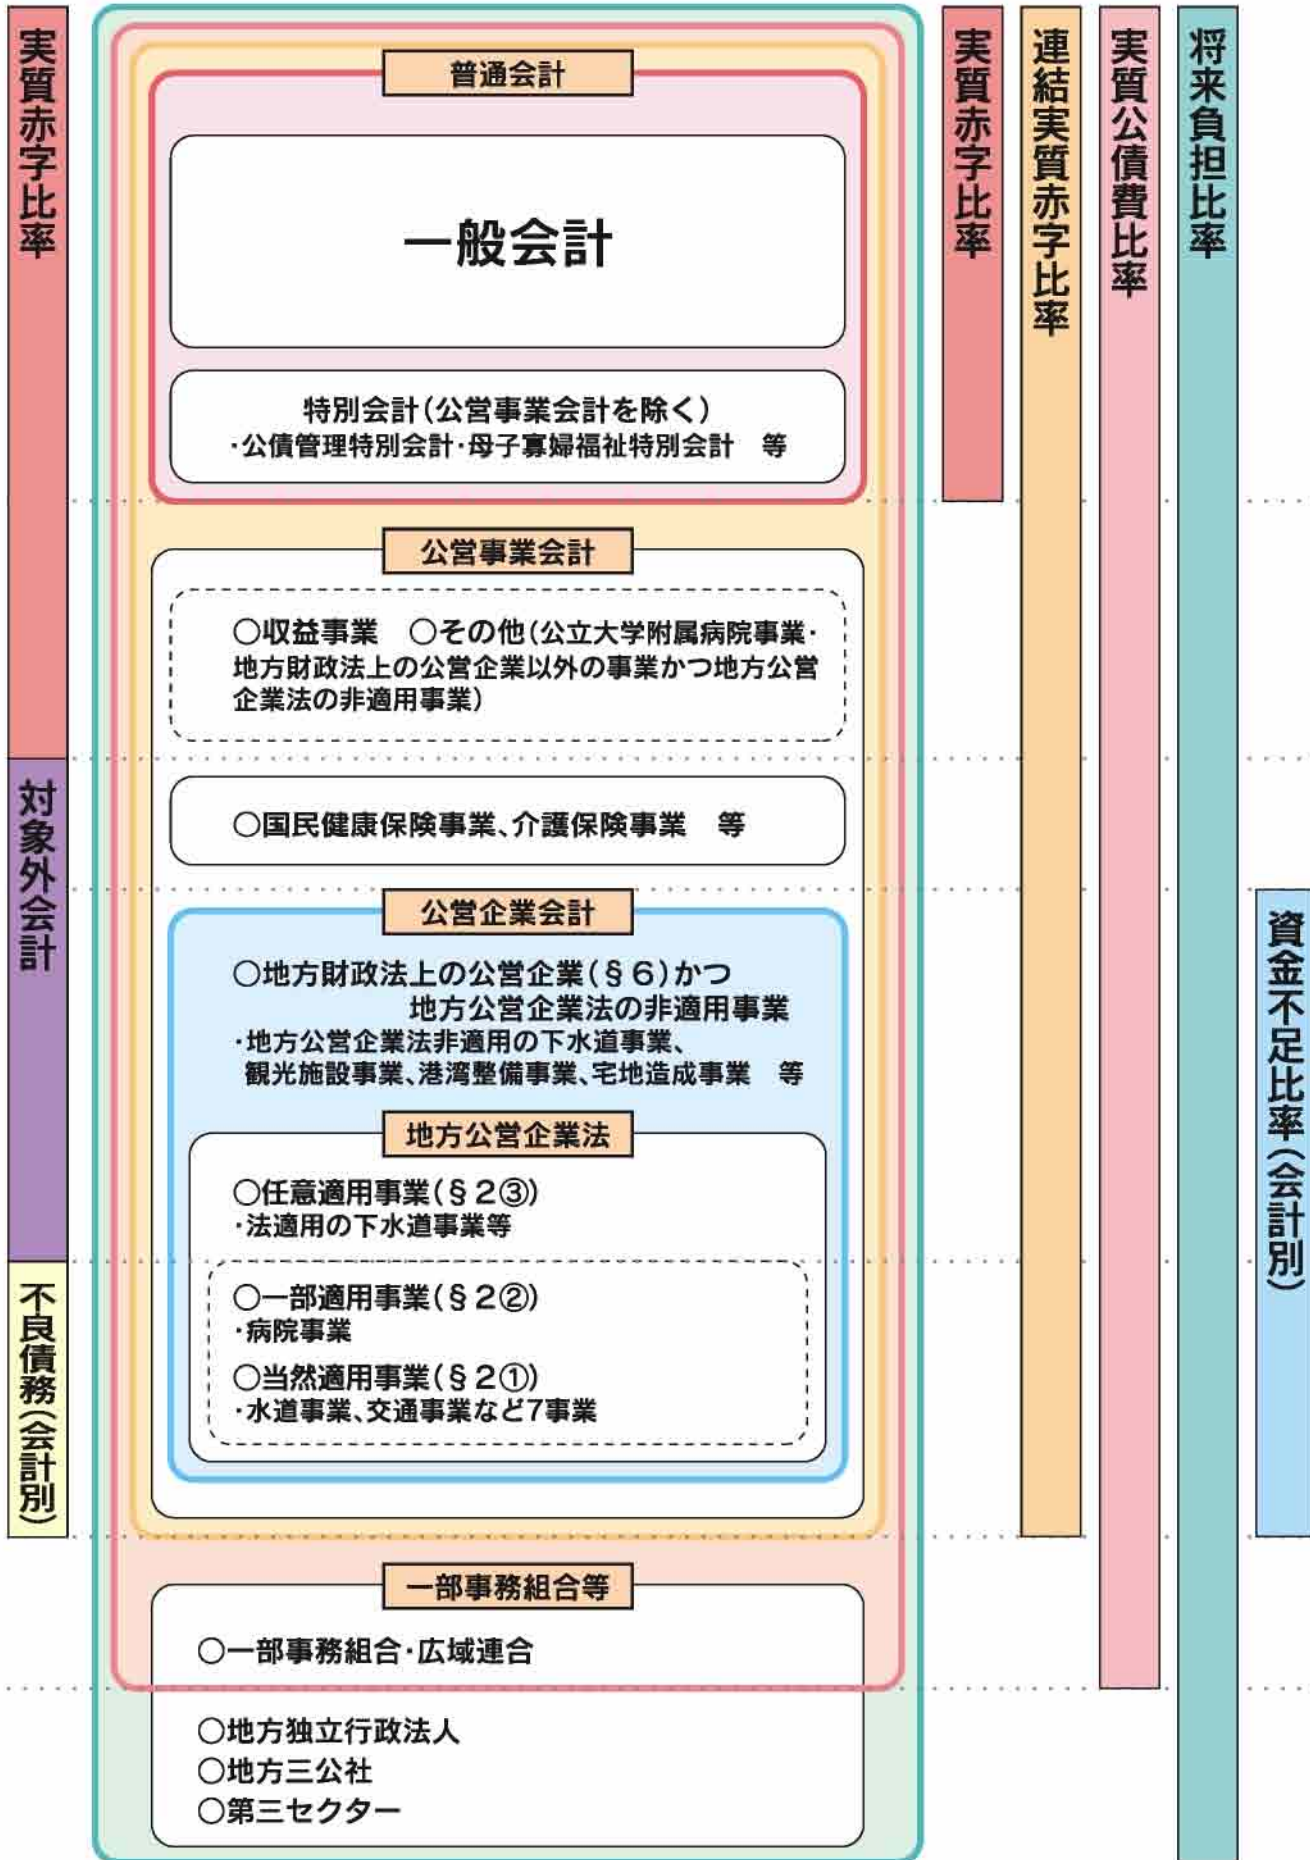 実質赤字比率
対象外会計
不良債務（会計別）
普通会計
一般会計
特別会計（公営事業会計を除く）
・公債管理特別会計・母子寡婦福祉特別会計　等
公営事業会計
○収益事業　○その他（公立大学附属病院事業・
地方財政法上の公営企業以外の事業かつ地方公営
企業法の非適用事業）
○国民健康保険事業、介護保険事業　等
公営企業会計
○地方財政法上の公営企業（§６）かつ
地方公営企業法の非適用事業
・地方公営企業法非適用の下水道事業、
観光施設事業、港湾整備事業、宅地造成事業　等
地方公営企業法
○任意適用事業（§２③）
・法適用の下水道事業等
○一部適用事業（§２②）
・病院事業
○当然適用事業（§２①）
・水道事業、交通事業など7事業
一部事務組合等
○一部事務組合・広域連合
○地方独立行政法人
○地方三公社
○第三セクター
実質赤字比率
連結実質赤字比率
実質公債費比率
将来負担比率
資金不足比率（会計別）